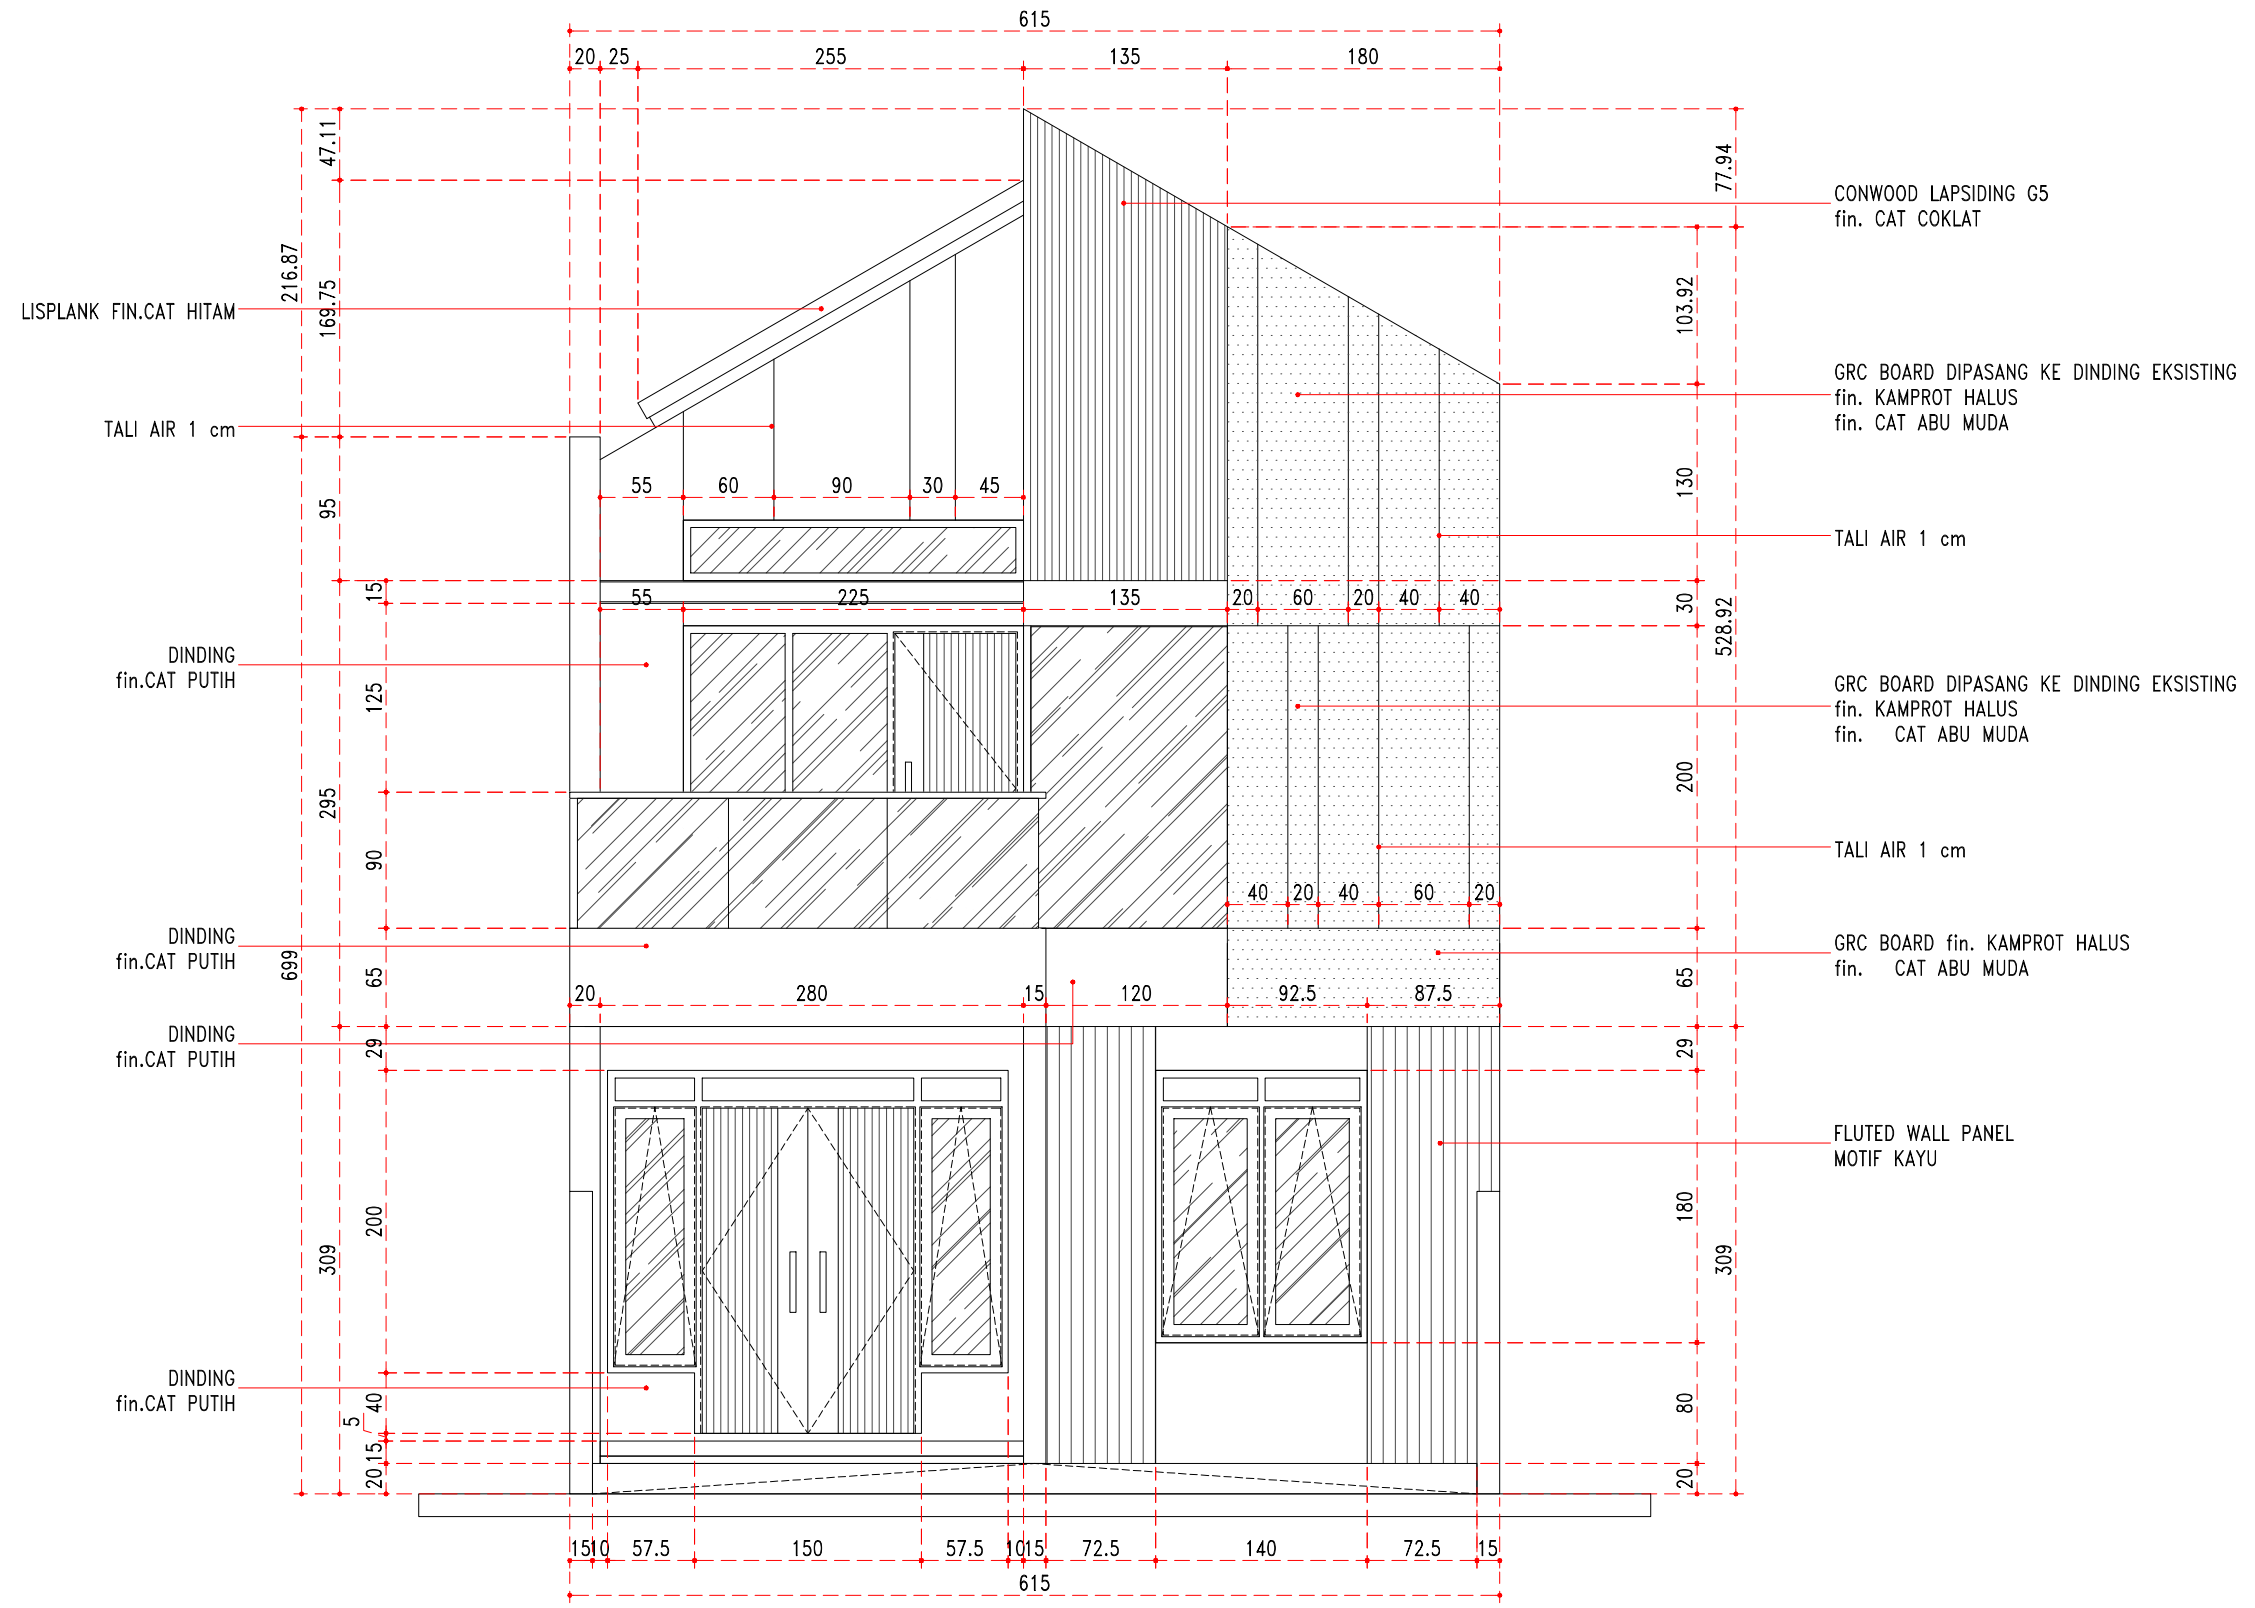 615
20 25 255 135 180
47.11
77.94
216.87
169.75
103.92
CONWOOD LAPSIDING G5
fin. CAT COKLAT
LISPLANK FIN.CAT HITAM
GRC BOARD DIPASANG KE DINDING EKSISTING
fin. KAMPROT HALUS
fin. CAT ABU MUDA
TALI AIR 1 cm
55 60 90 30 45
95
130
TALI AIR 1 cm
15
30
528.92
55 225 135 20 60 20 40 40
DINDING
fin.CAT PUTIH
125
GRC BOARD DIPASANG KE DINDING EKSISTING
fin. KAMPROT HALUS
fin. CAT ABU MUDA
295
200
90
TALI AIR 1 cm
40 20 40 60 20
DINDING
fin.CAT PUTIH
699
65
65
GRC BOARD fin. KAMPROT HALUS
fin. CAT ABU MUDA
20 280 15 120 92.5 87.5
DINDING
fin.CAT PUTIH
29
29
FLUTED WALL PANEL
MOTIF KAYU
200
180
309
309
DINDING
fin.CAT PUTIH
40
80
5
15
20
20
15 10 57.5 150 57.5 10 15 72.5 140 72.5 15
615